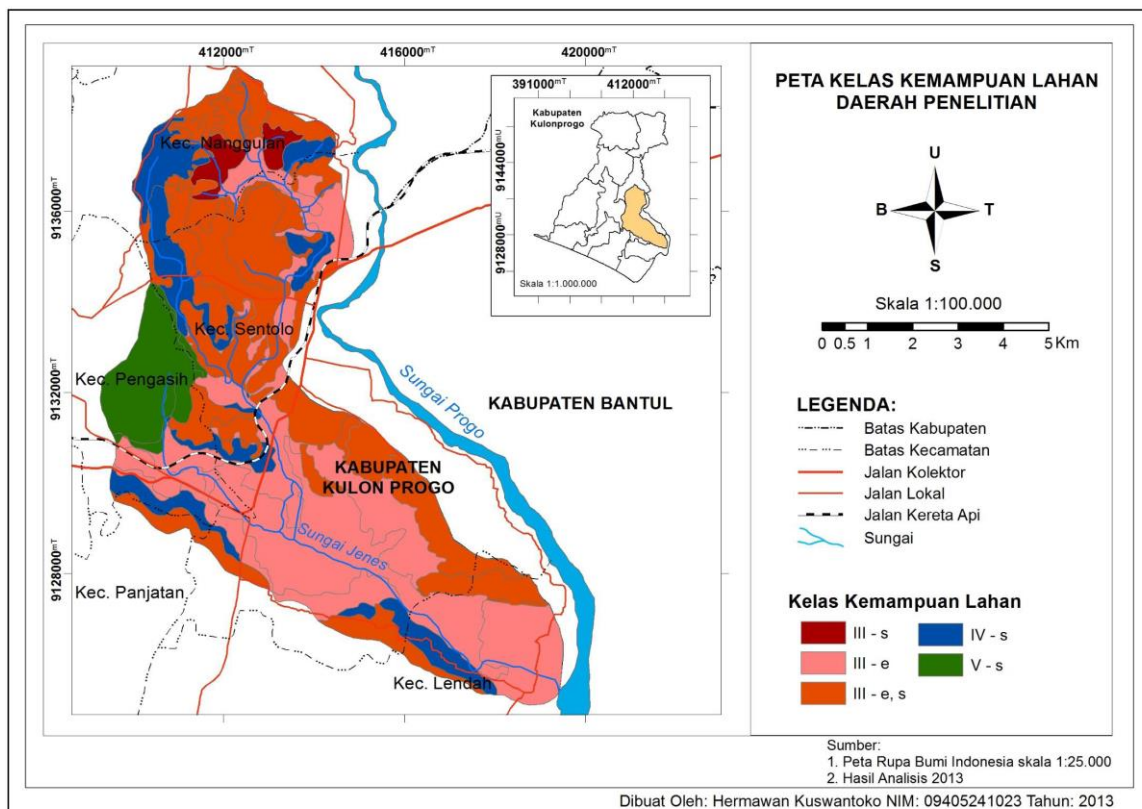 412000mT
416000mT
420000mT
9136000mU
9132000mT
9128000mT
Kec. Nanggulan
Kec. Sentolo
Kec. Pengasih
KABUPATEN
KULON PROGO
Sungai Jenes
Kec. Panjatan
Kec. Lendah
Sungai Progo
KABUPATEN BANTUL
391000mT
412000mT
9144000mU
9128000mU
Kabupaten
Kulonprogo
Skala 1:1.000.000
PETA KELAS KEMAMPUAN LAHAN
DAERAH PENELITIAN
U
B T
S
Skala 1:100.000
0 0.5 1 2 3 4 5 Km
LEGENDA:
Batas Kabupaten
Batas Kecamatan
Jalan Kolektor
Jalan Lokal
Jalan Kereta Api
Sungai
Kelas Kemampuan Lahan
III - s
III - e
III - e, s
IV - s
V - s
Sumber:
1. Peta Rupa Bumi Indonesia skala 1:25.000
2. Hasil Analisis 2013
Dibuat Oleh: Hermawan Kuswantoko NIM: 09405241023 Tahun: 2013